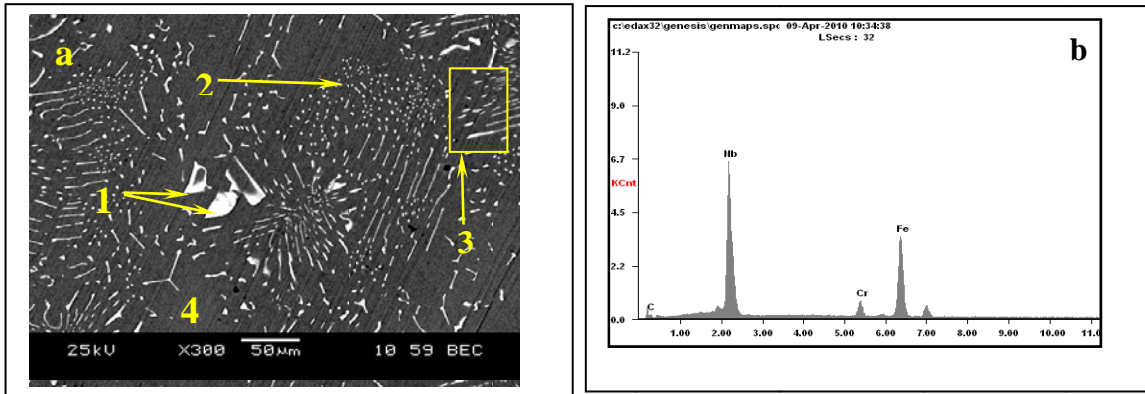 a
2
1
3
4
25kV X300 50µm 10 59 BEC
c:\edax32\genesis\genmaps.spc 09-Apr-2010 10:34:38
LSecs : 32
b
11.2
9.0
6.7
KCnt
4.5
2.2
0.0
Nb
Fe
Cr
C
1.00 2.00 3.00 4.00 5.00 6.00 7.00 8.00 9.00 10.00 11.0